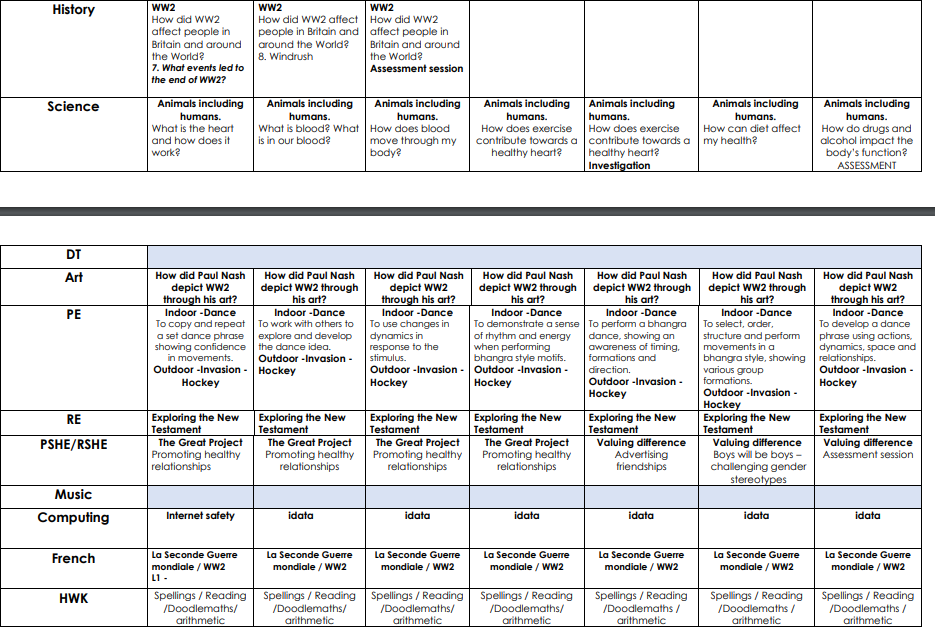 History
WW2
How did WW2
affect people in
Britain and around
the World?
7. What events led to
the end of WW2?
WW2
How did WW2 affect
people in Britain and
around the World?
8. Windrush
WW2
How did WW2
affect people in
Britain and around
the World?
Assessment session
Science
Animals including
humans.
What is the heart
and how does it
work?
Animals including
humans.
What is blood? What
is in our blood?
Animals including
humans.
How does blood
move through my
body?
Animals including
humans.
How does exercise
contribute towards a
healthy heart?
Animals including
humans.
How does exercise
contribute towards a
healthy heart?
Investigation
Animals including
humans.
How can diet affect
my health?
Animals including
humans.
How do drugs and
alcohol impact the
body's function?
ASSESSMENT
DT
Art
How did Paul Nash
depict WW2
through his art?
How did Paul Nash
depict WW2 through
his art?
How did Paul Nash
depict WW2
through his art?
How did Paul Nash
depict WW2 through
his art?
How did Paul Nash
depict WW2
through his art?
How did Paul Nash
depict WW2 through
his art?
How did Paul Nash
depict WW2
through his art?
PE
Indoor -Dance
To copy and repeat
a set dance phrase
showing confidence
in movements.
Outdoor -Invasion -
Hockey
Indoor -Dance
To work with others to
explore and develop
the dance idea.
Outdoor -Invasion -
Hockey
Indoor -Dance
To use changes in
dynamics in
response to the
stimulus.
Outdoor -Invasion -
Hockey
Indoor -Dance
To demonstrate a sense
of rhythm and energy
when performing
bhangra style motifs.
Outdoor -Invasion -
Hockey
Indoor -Dance
To perform a bhangra
dance, showing an
awareness of timing,
formations and
direction.
Outdoor -Invasion -
Hockey
Indoor -Dance
To select, order,
structure and perform
movements in a
bhangra style, showing
various group
formations.
Outdoor -Invasion -
Hockey
Indoor -Dance
To develop a dance
phrase using actions,
dynamics, space and
relationships.
Outdoor -Invasion -
Hockey
RE
Exploring the New
Testament
Exploring the New
Testament
Exploring the New
Testament
Exploring the New
Testament
Exploring the New
Testament
Exploring the New
Testament
Exploring the New
Testament
PSHE/RSHE
The Great Project
Promoting healthy
relationships
The Great Project
Promoting healthy
relationships
The Great Project
Promoting healthy
relationships
The Great Project
Promoting healthy
relationships
Valuing difference
Advertising
friendships
Valuing difference
Boys will be boys –
challenging gender
stereotypes
Valuing difference
Assessment session
Music
Computing
Internet safety
idata
idata
idata
idata
idata
idata
French
La Seconde Guerre
mondiale / WW2
L1 -
La Seconde Guerre
mondiale / WW2
La Seconde Guerre
mondiale / WW2
La Seconde Guerre
mondiale / WW2
La Seconde Guerre
mondiale / WW2
La Seconde Guerre
mondiale / WW2
La Seconde Guerre
mondiale / WW2
HWK
Spellings / Reading
/Doodlemaths/
arithmetic
Spellings / Reading
/Doodlemaths/
arithmetic
Spellings / Reading
/Doodlemaths/
arithmetic
Spellings / Reading
/Doodlemaths/
arithmetic
Spellings / Reading
/Doodlemaths /
arithmetic
Spellings / Reading
/Doodlemaths/
arithmetic
Spellings / Reading
/Doodlemaths/
arithmetic